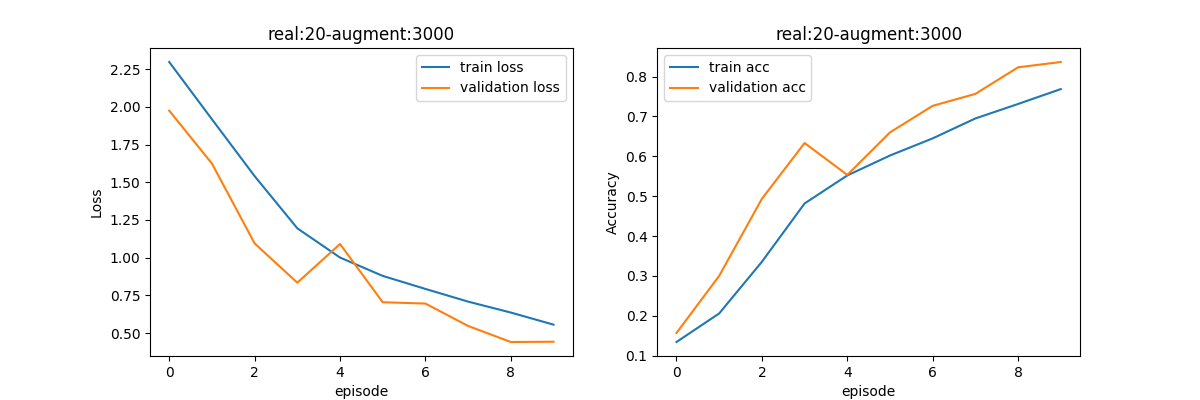 real:20-augment:3000
train loss
validation loss
2.25
2.00
1.75
1.50
1.25
1.00
0.75
0.50
Loss
0
2
4
6
8
episode
real:20-augment:3000
train acc
validation acc
0.8
0.7
0.6
0.5
0.4
0.3
0.2
0.1
Accuracy
0
2
4
6
8
episode